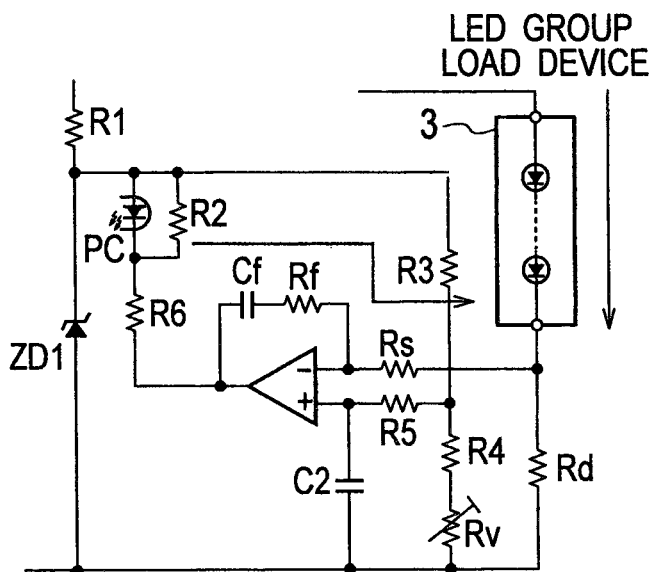 LED GROUP
LOAD DEVICE
R1
3
R2
PC
Cf
Rf
R3
R6
ZD1
Rs
−
+
R5
R4
Rd
C2
Rv